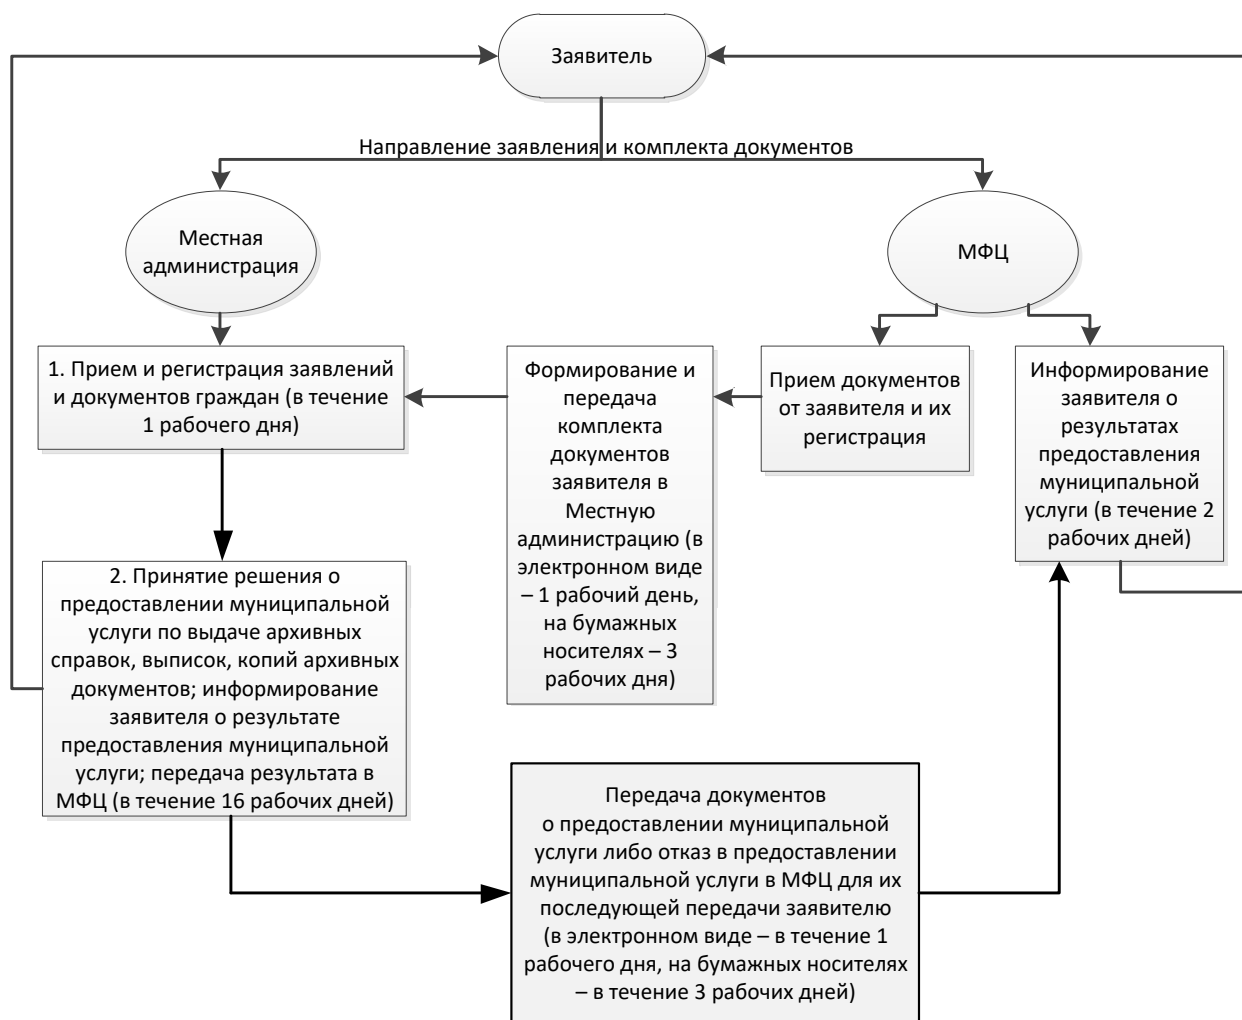 Заявитель
Направление заявления и комплекта документов
Местная
администрация
МФЦ
1. Прием и регистрация заявлений
и документов граждан (в течение
1 рабочего дня)
Формирование и
передача
комплекта
документов
заявителя в
Местную
администрацию (в
электронном виде
– 1 рабочий день,
на бумажных
носителях – 3
рабочих дня)
Прием документов
от заявителя и их
регистрация
Информирование
заявителя о
результатах
предоставления
муниципальной
услуги (в течение 2
рабочих дней)
2. Принятие решения о
предоставлении муниципальной
услуги по выдаче архивных
справок, выписок, копий архивных
документов; информирование
заявителя о результате
предоставления муниципальной
услуги; передача результата в
МФЦ (в течение 16 рабочих дней)
Передача документов
о предоставлении муниципальной
услуги либо отказ в предоставлении
муниципальной услуги в МФЦ для их
последующей передачи заявителю
(в электронном виде – в течение 1
рабочего дня, на бумажных носителях
– в течение 3 рабочих дней)